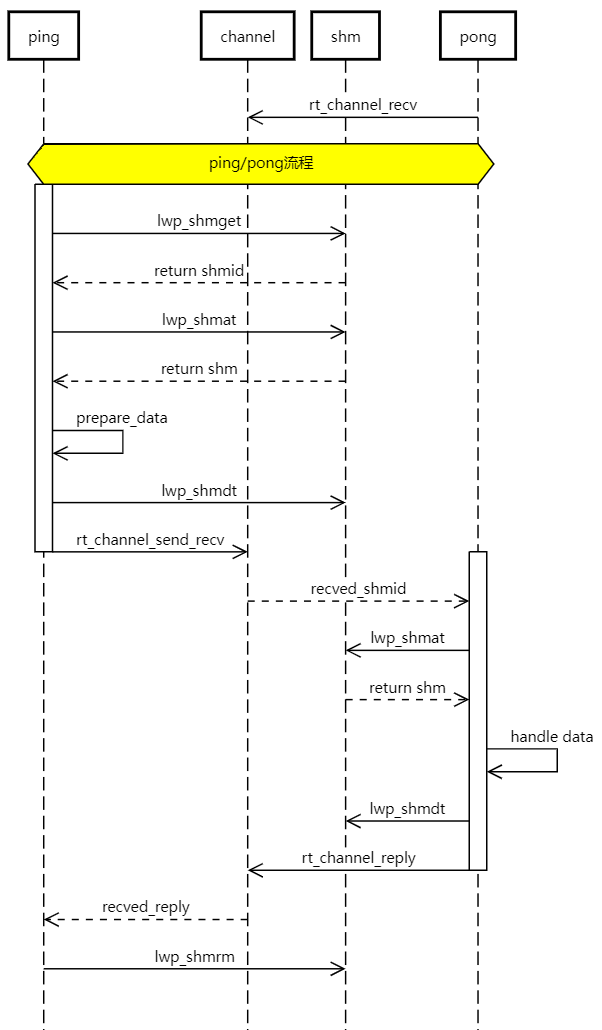 ping
channel
shm
pong
rt_channel_recv
ping/pong流程
lwp_shmget
return shmid
lwp_shmat
return shm
prepare_data
lwp_shmdt
rt_channel_send_recv
recved_shmid
lwp_shmat
return shm
handle data
lwp_shmdt
rt_channel_reply
recved_reply
lwp_shmrm